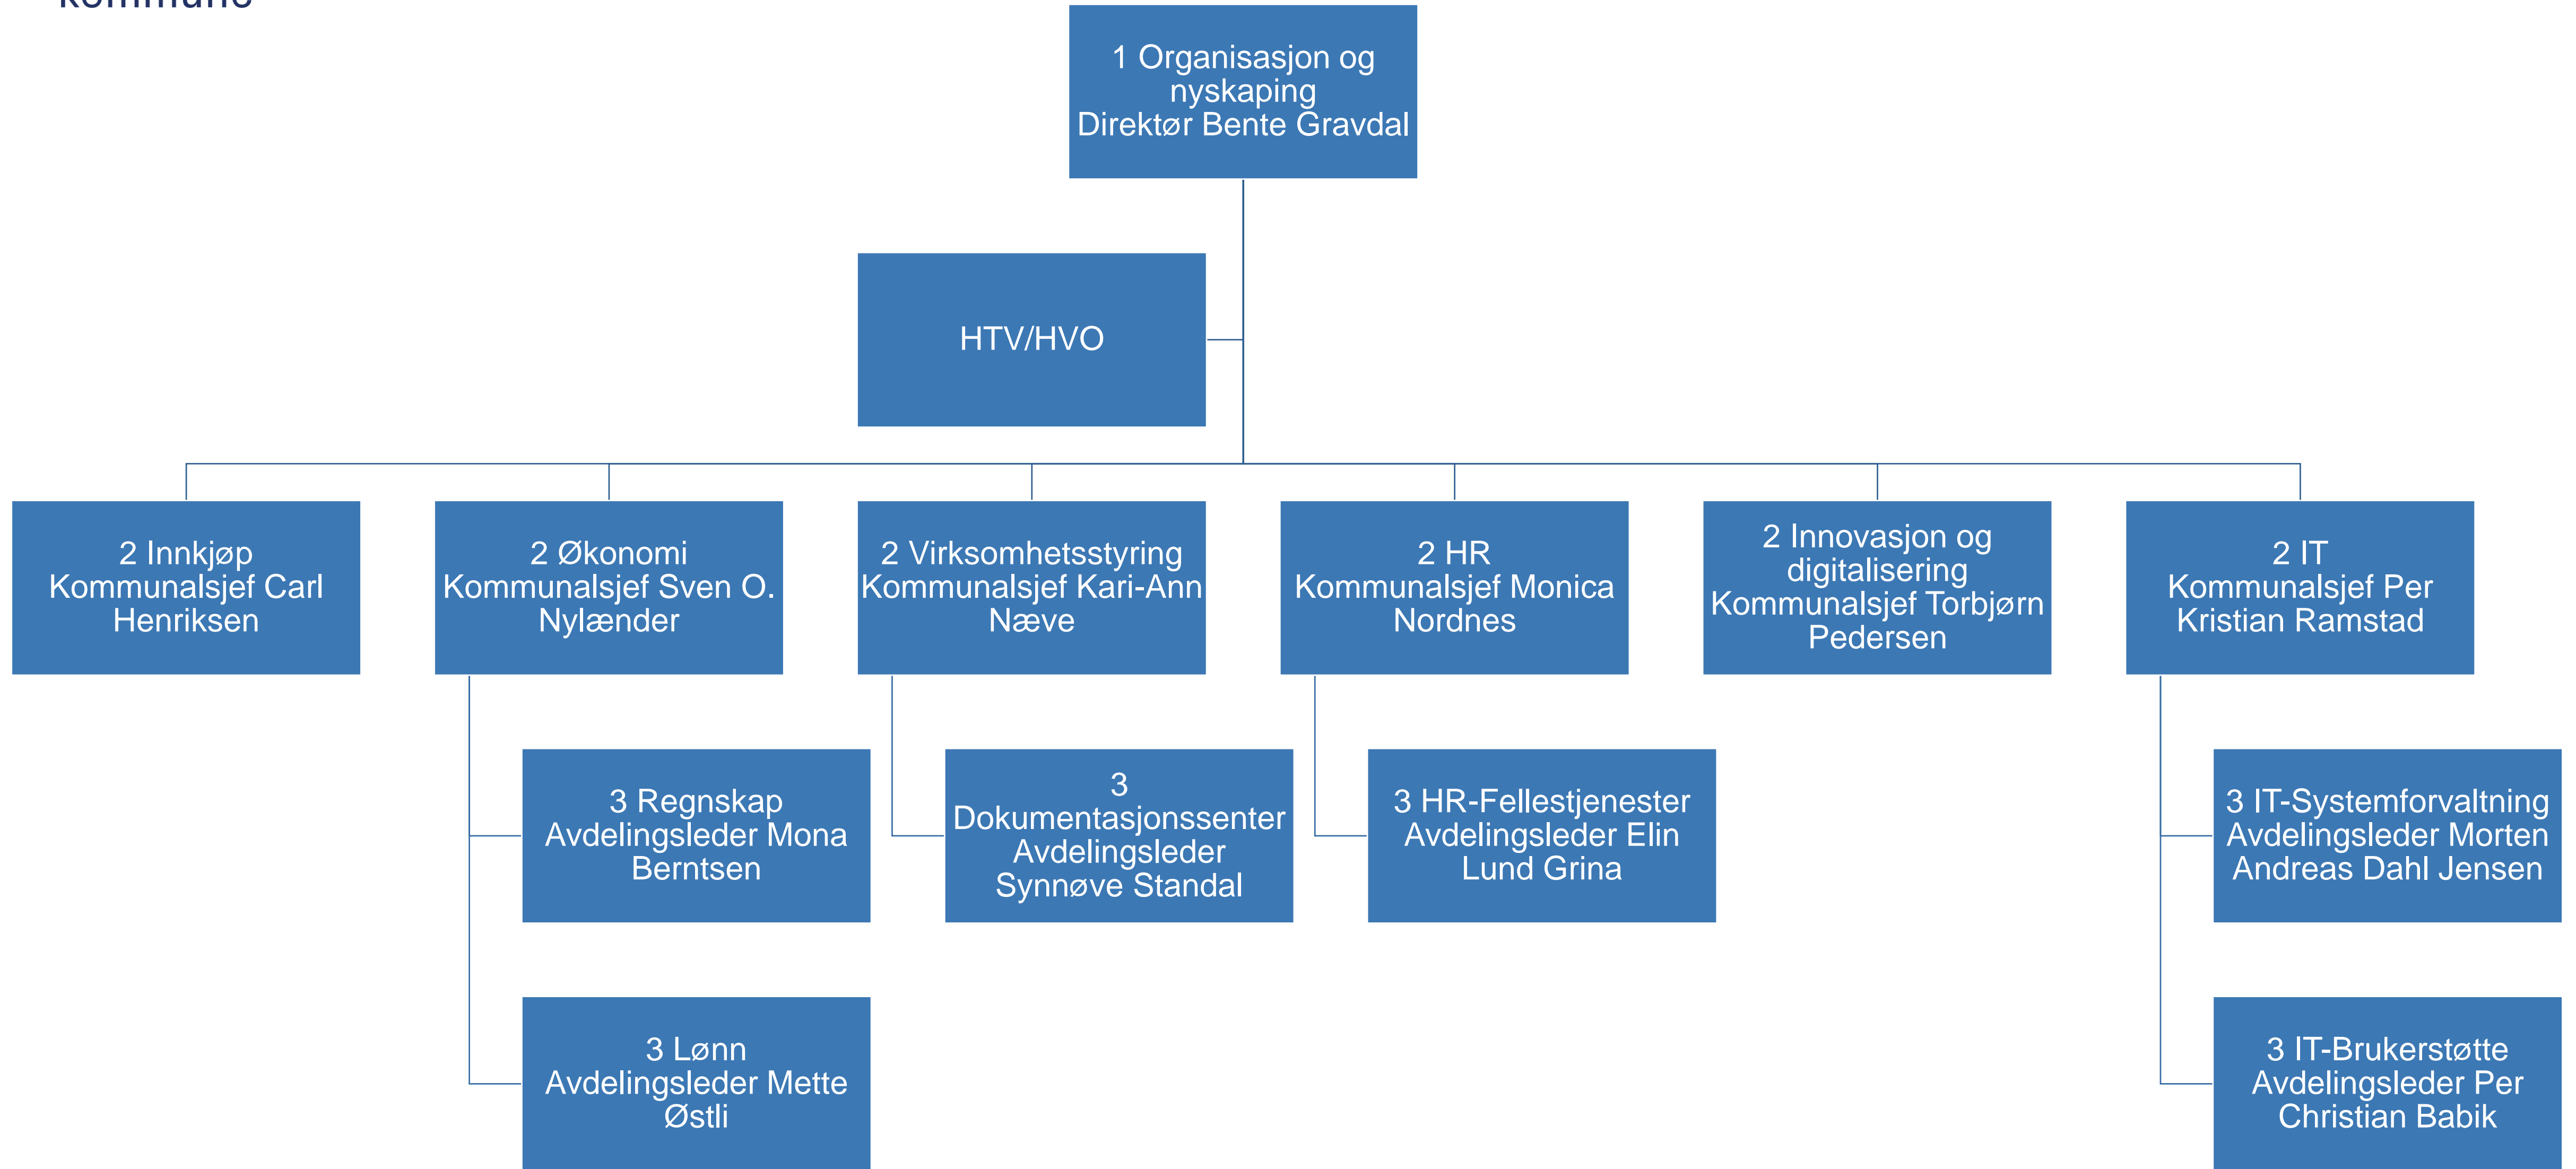 kommune
1 Organisasjon og
nyskaping
Direktør Bente Gravdal
HTV/HVO
2 Innkjøp
Kommunalsjef Carl
Henriksen
2 Økonomi
Kommunalsjef Sven O.
Nylænder
2 Virksomhetsstyring
Kommunalsjef Kari-Ann
Næve
2 HR
Kommunalsjef Monica
Nordnes
2 Innovasjon og
digitalisering
Kommunalsjef Torbjørn
Pedersen
2 IT
Kommunalsjef Per
Kristian Ramstad
3 Regnskap
Avdelingsleder Mona
Berntsen
3
Dokumentasjonssenter
Avdelingsleder
Synnøve Standal
3 HR-Fellestjenester
Avdelingsleder Elin
Lund Grina
3 IT-Systemforvaltning
Avdelingsleder Morten
Andreas Dahl Jensen
3 Lønn
Avdelingsleder Mette
Østli
3 IT-Brukerstøtte
Avdelingsleder Per
Christian Babik